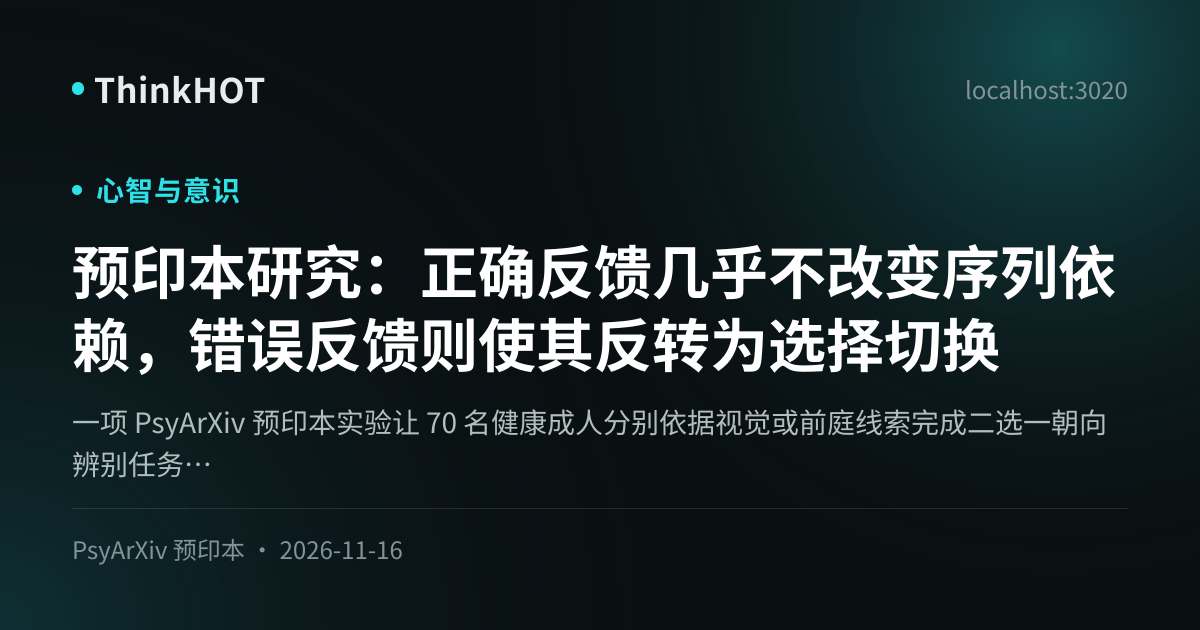 ThinkHOT
localhost:3020
心智与意识
预印本研究：正确反馈几乎不改变序列依
赖，错误反馈则使其反转为选择切换
一项 PsyArXiv 预印本实验让 70 名健康成人分别依据视觉或前庭线索完成二选一朝向
辨别任务…
PsyArXiv 预印本 · 2026-11-16